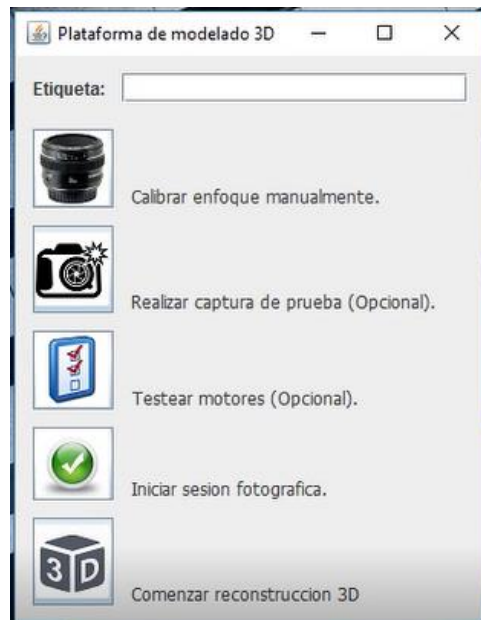 Plataforma de modelado 3D
Etiqueta:
Calibrar enfoque manualmente.
Realizar captura de prueba (Opcional).
Testear motores (Opcional).
Iniciar sesion fotografica.
3D
Comenzar reconstruccion 3D